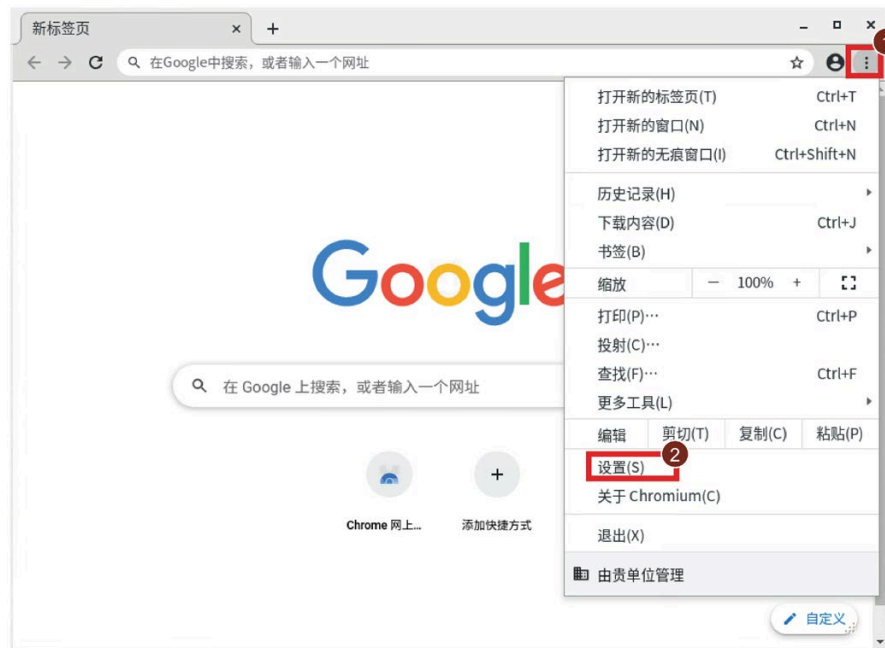 新标签页
在Google中搜索，或者输入一个网址
1
打开新的标签页(T) Ctrl+T
打开新的窗口(N) Ctrl+N
打开新的无痕窗口(I) Ctrl+Shift+N
历史记录(H)
下载内容(D) Ctrl+J
书签(B)
缩放 — 100% +
打印(P)… Ctrl+P
投射(C)…
查找(F)… Ctrl+F
更多工具(L)
编辑 剪切(T) 复制(C) 粘贴(P)
2
设置(S)
关于 Chromium(C)
退出(X)
由贵单位管理
Google
在 Google 上搜索，或者输入一个网址
Chrome 网上...
添加快捷方式
自定义